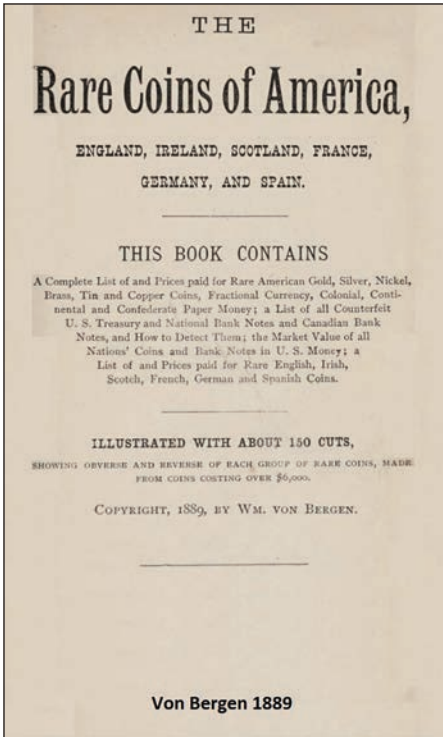 THE
Rare Coins of America,
ENGLAND, IRELAND, SCOTLAND, FRANCE,
GERMANY, AND SPAIN.
THIS BOOK CONTAINS
A Complete List of and Prices paid for Rare American Gold, Silver, Nickel,
Brass, Tin and Copper Coins, Fractional Currency, Colonial, Conti-
nental and Confederate Paper Money; a List of all Counterfeit
U. S. Treasury and National Bank Notes and Canadian Bank
Notes, and How to Detect Them; the Market Value of all
Nations' Coins and Bank Notes in U. S. Money; a
List of and Prices paid for Rare English, Irish,
Scotch, French, German and Spanish Coins.
ILLUSTRATED WITH ABOUT 150 CUTS,
SHOWING OBVERSE AND REVERSE OF EACH GROUP OF RARE COINS, MADE
FROM COINS COSTING OVER $6,000.
COPYRIGHT, 1889, BY WM. VON BERGEN.
Von Bergen 1889